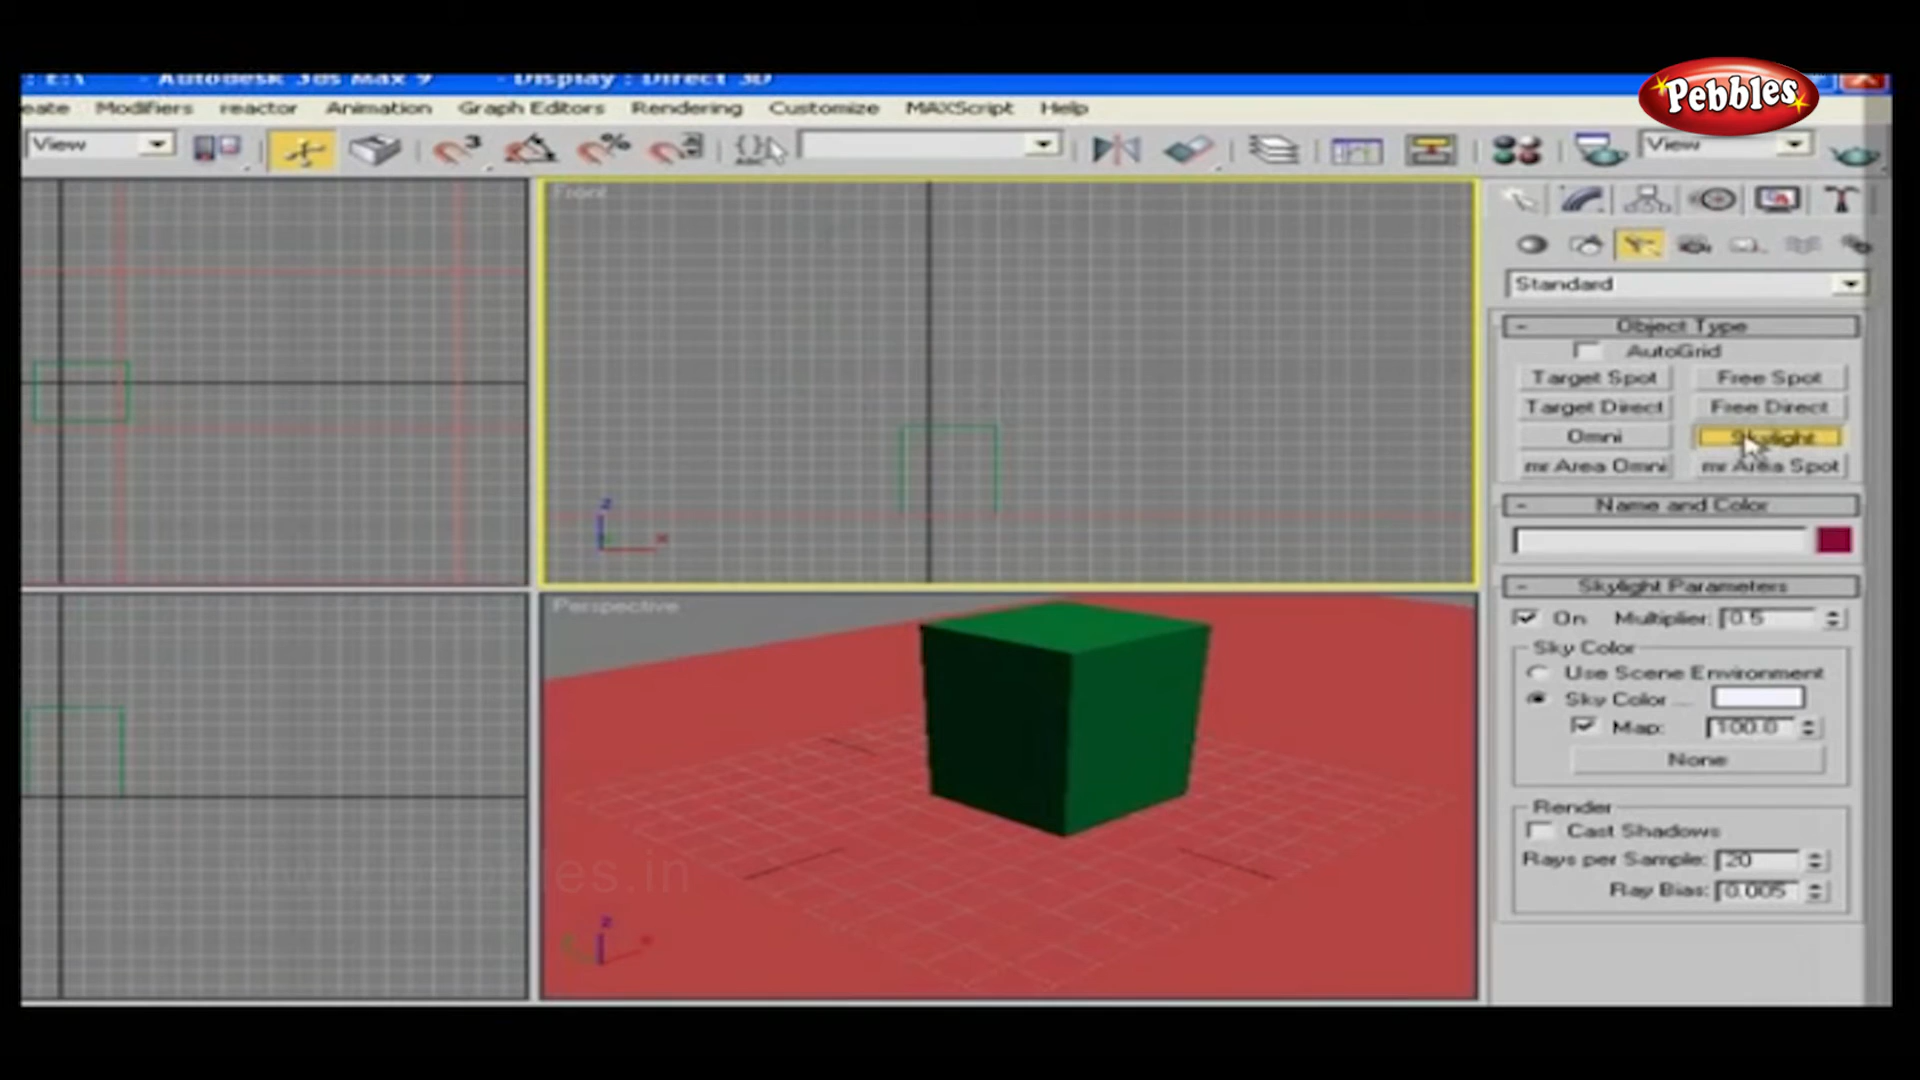 : E:\ - Autodesk 3ds Max 9 - Display : Direct 3D
Pebbles
eate Modifiers reactor Animation Graph Editors Rendering Customize MAXScript Help
View
View
Front
Standard
Object Type
AutoGrid
Target Spot Free Spot
Target Direct Free Direct
Omni Skylight
mr Area Omni mr Area Spot
Name and Color
Skylight Parameters
On Multiplier: 0.5
Sky Color
Use Scene Environment
Sky Color ...
Map: 100.0
None
Render
Cast Shadows
Rays per Sample: 20
Ray Bias: 0.005
Perspective
z
x
z
x
es.in